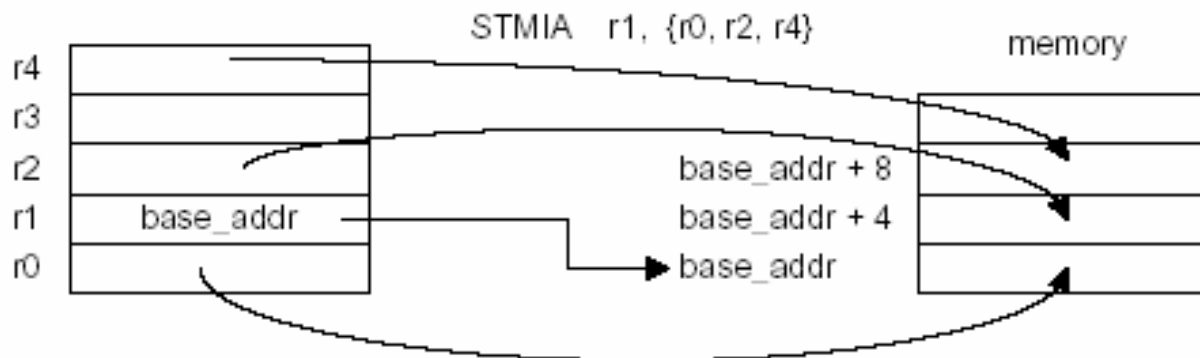 STMIA r1, {r0, r2, r4}
memory
r4
r3
r2
base_addr + 8
r1
base_addr
base_addr + 4
r0
base_addr